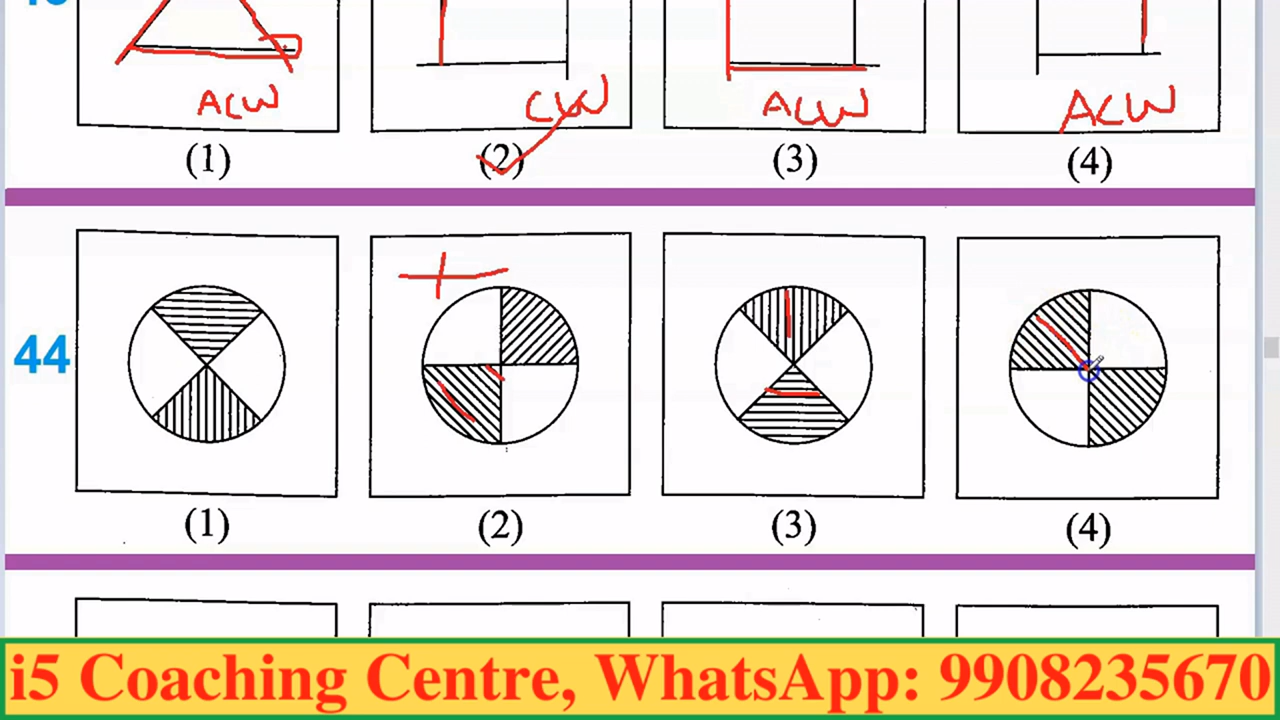 ACW CW ACW ACW
(1) (2) (3) (4)
44
(1) (2) (3) (4)
i5 Coaching Centre, WhatsApp: 9908235670